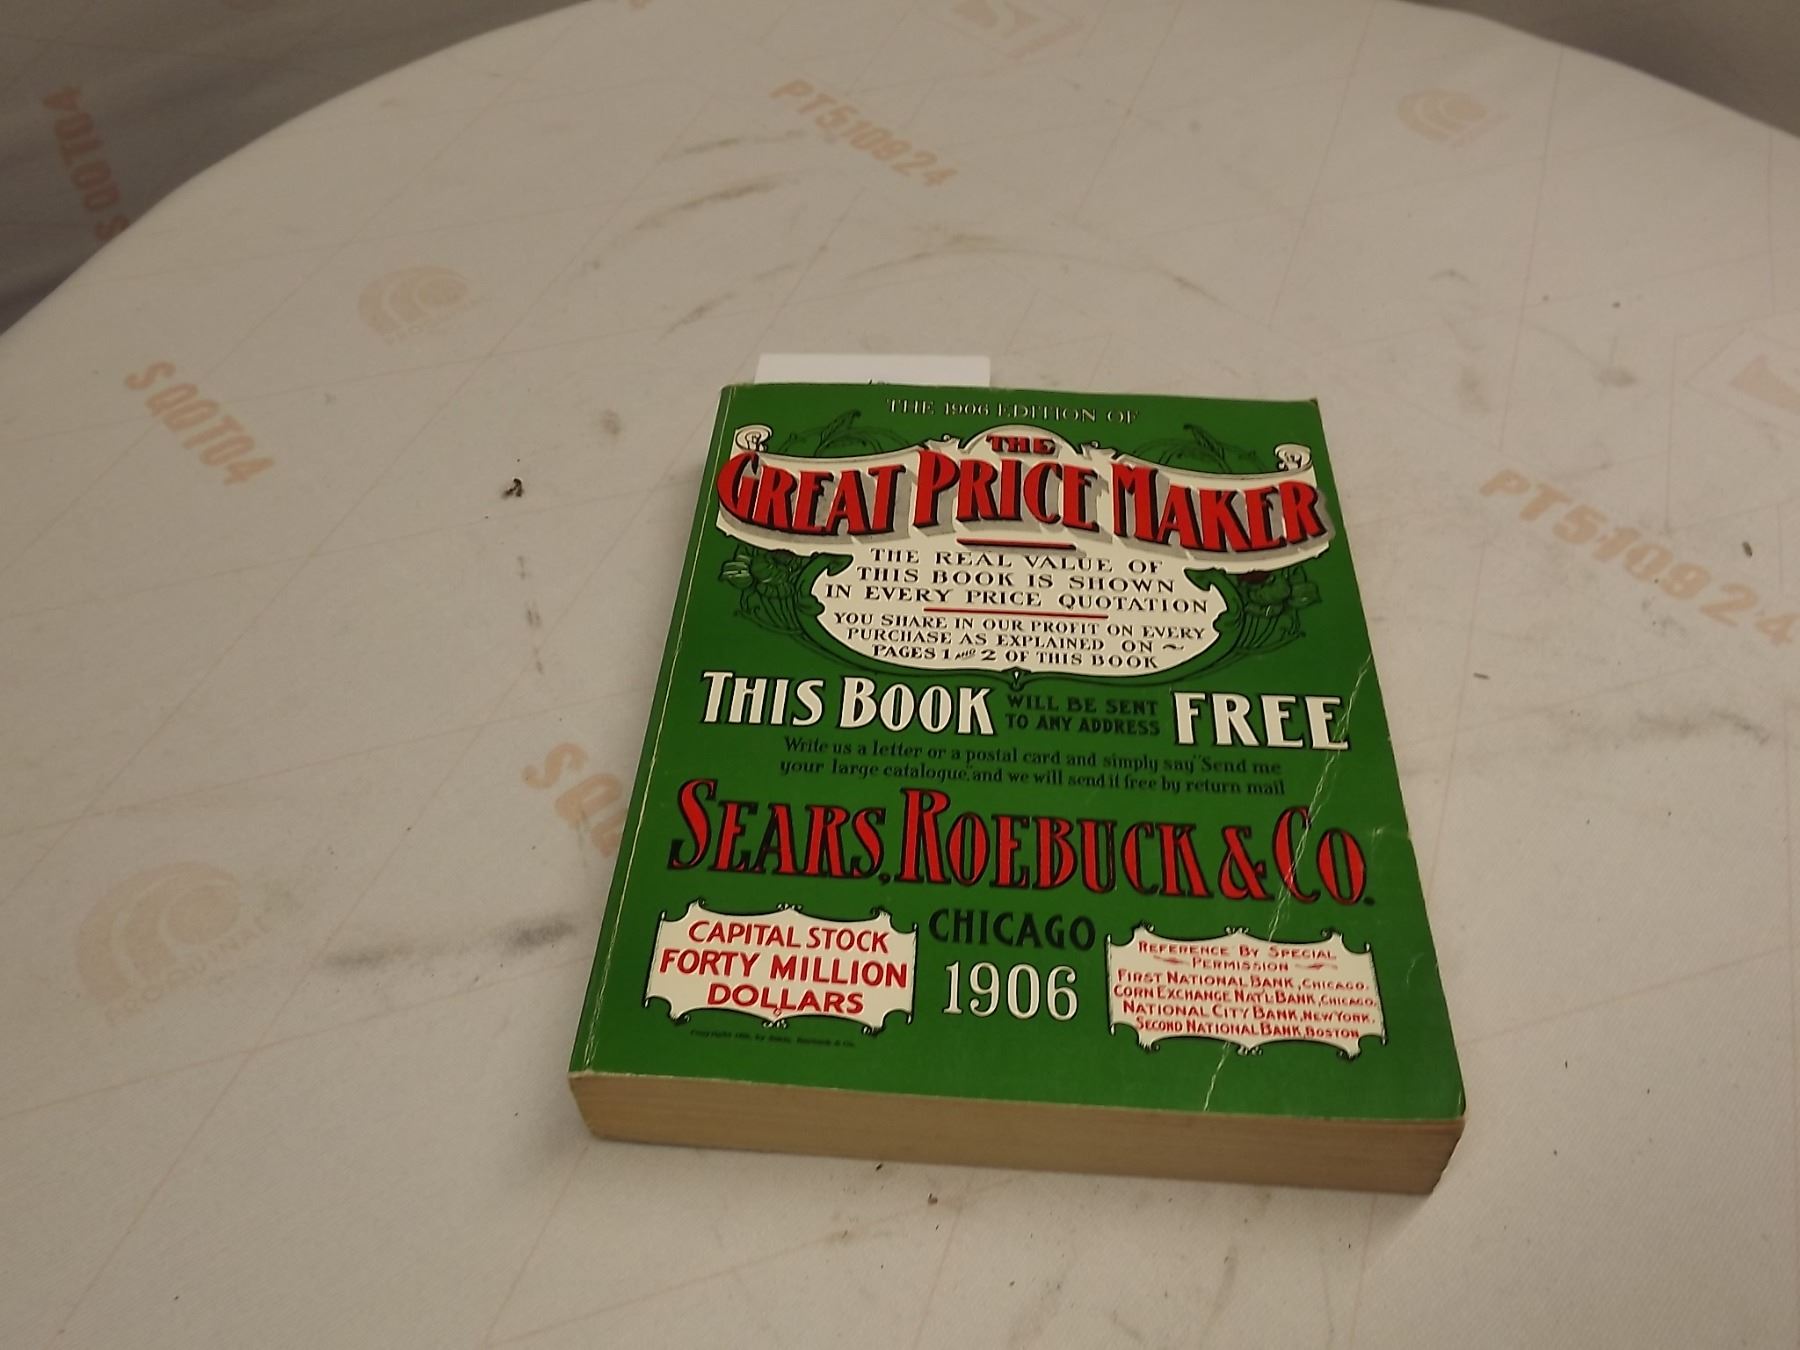 SQQT04
PT510824
SQQT04
PT510824
THE 1906 EDITION OF
THE
GREAT PRICE MAKER
THE REAL VALUE OF
THIS BOOK IS SHOWN
IN EVERY PRICE QUOTATION
YOU SHARE IN OUR PROFIT ON EVERY
PURCHASE AS EXPLAINED ON ~
PAGES 1 AND 2 OF THIS BOOK
THIS BOOK WILL BE SENT TO ANY ADDRESS FREE
Write us a letter or a postal card and simply say "Send me
your large catalogue," and we will send it free by return mail
SEARS, ROEBUCK & CO.
CHICAGO
1906
CAPITAL STOCK
FORTY MILLION
DOLLARS
REFERENCE BY SPECIAL
PERMISSION
FIRST NATIONAL BANK, CHICAGO.
CORN EXCHANGE NAT'L BANK, CHICAGO.
NATIONAL CITY BANK, NEW YORK.
SECOND NATIONAL BANK, BOSTON